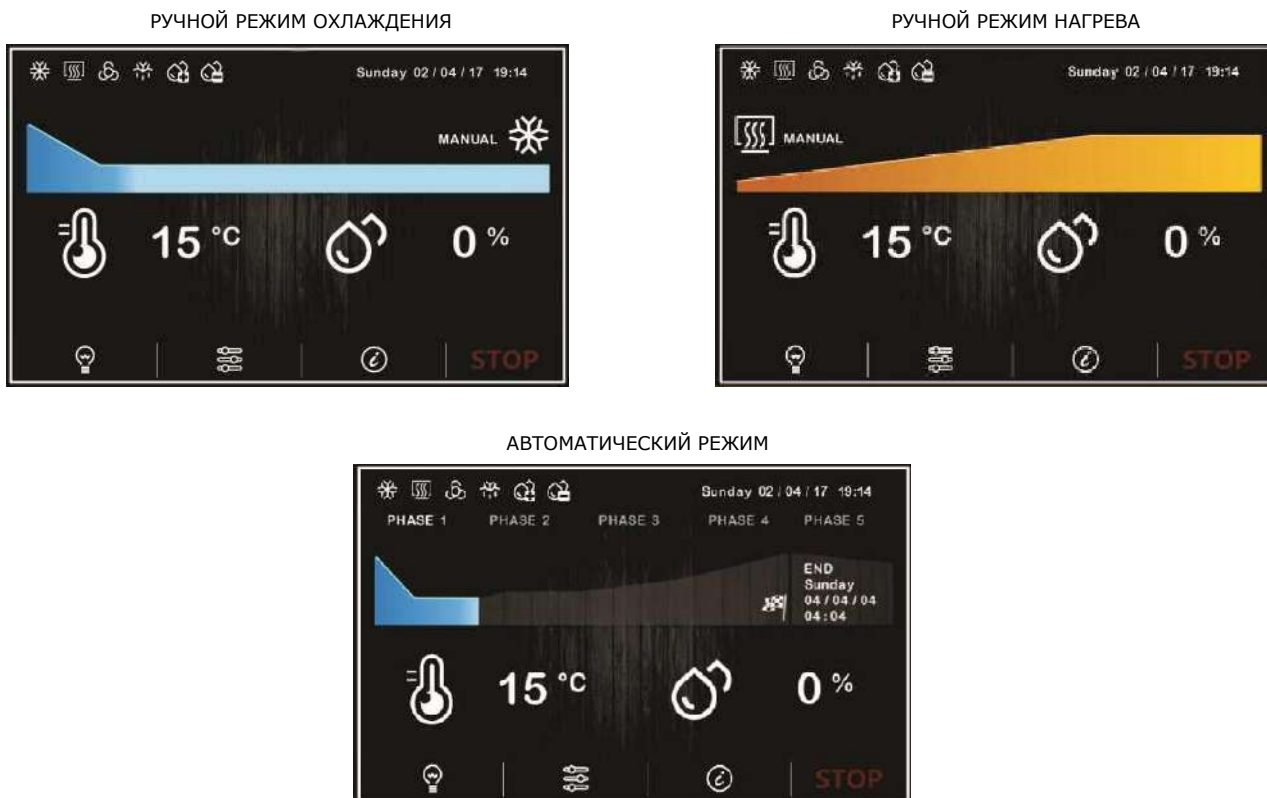 РУЧНОЙ РЕЖИМ ОХЛАЖДЕНИЯ
Sunday 02 / 04 / 17 19:14
MANUAL
15 °C
0 %
STOP
РУЧНОЙ РЕЖИМ НАГРЕВА
Sunday 02 / 04 / 17 19:14
MANUAL
15 °C
0 %
STOP
АВТОМАТИЧЕСКИЙ РЕЖИМ
Sunday 02 / 04 / 17 19:14
PHASE 1 PHASE 2 PHASE 3 PHASE 4 PHASE 5
END
Sunday
04 / 04 / 04
04 : 04
15 °C
0 %
STOP